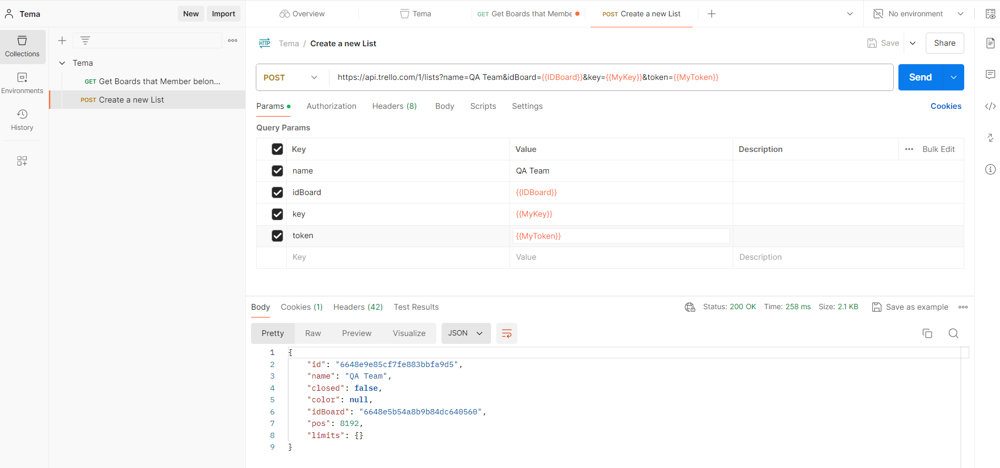 Tema
New
Import
Overview
Tema
GET Get Boards that Membe
POST Create a new List
No environment
Collections
Environments
History
Tema
GET Get Boards that Member belon...
POST Create a new List
HTTP
Tema / Create a new List
Save
Share
POST
https://api.trello.com/1/lists?name=QA Team&idBoard={{IDBoard}}&key={{MyKey}}&token={{MyToken}}
Send
Params
Authorization
Headers (8)
Body
Scripts
Settings
Cookies
Query Params
Key Value Description Bulk Edit
name QA Team
idBoard {{IDBoard}}
key {{MyKey}}
token {{MyToken}}
Key Value Description
Body
Cookies (1)
Headers (42)
Test Results
Status: 200 OK Time: 258 ms Size: 2.1 KB
Save as example
Pretty
Raw
Preview
Visualize
JSON
1 {
2 "id": "6648e9e85cf7fe883bbfa9d5",
3 "name": "QA Team",
4 "closed": false,
5 "color": null,
6 "idBoard": "6648e5b54a8b9b84dc640560",
7 "pos": 8192,
8 "limits": {}
9 }